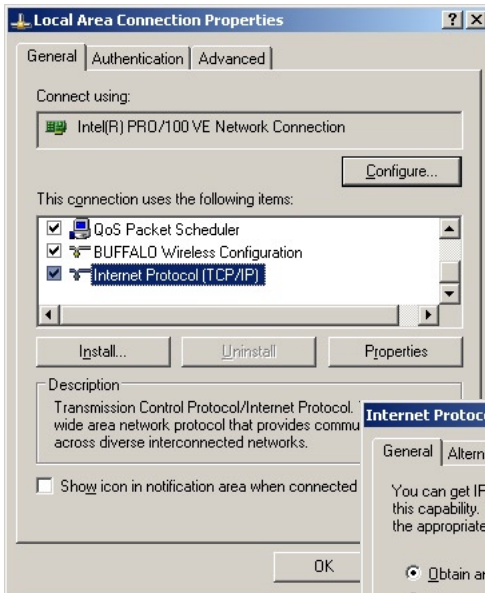 Local Area Connection Properties
General Authentication Advanced
Connect using:
Intel(R) PRO/100 VE Network Connection
Configure...
This connection uses the following items:
QoS Packet Scheduler
BUFFALO Wireless Configuration
Internet Protocol (TCP/IP)
Install... Uninstall Properties
Description
Transmission Control Protocol/Internet Protocol.
wide area network protocol that provides commu
across diverse interconnected networks.
Show icon in notification area when connected
OK
Internet Protoc
General Altern
You can get IP
this capability.
the appropriate
Obtain a